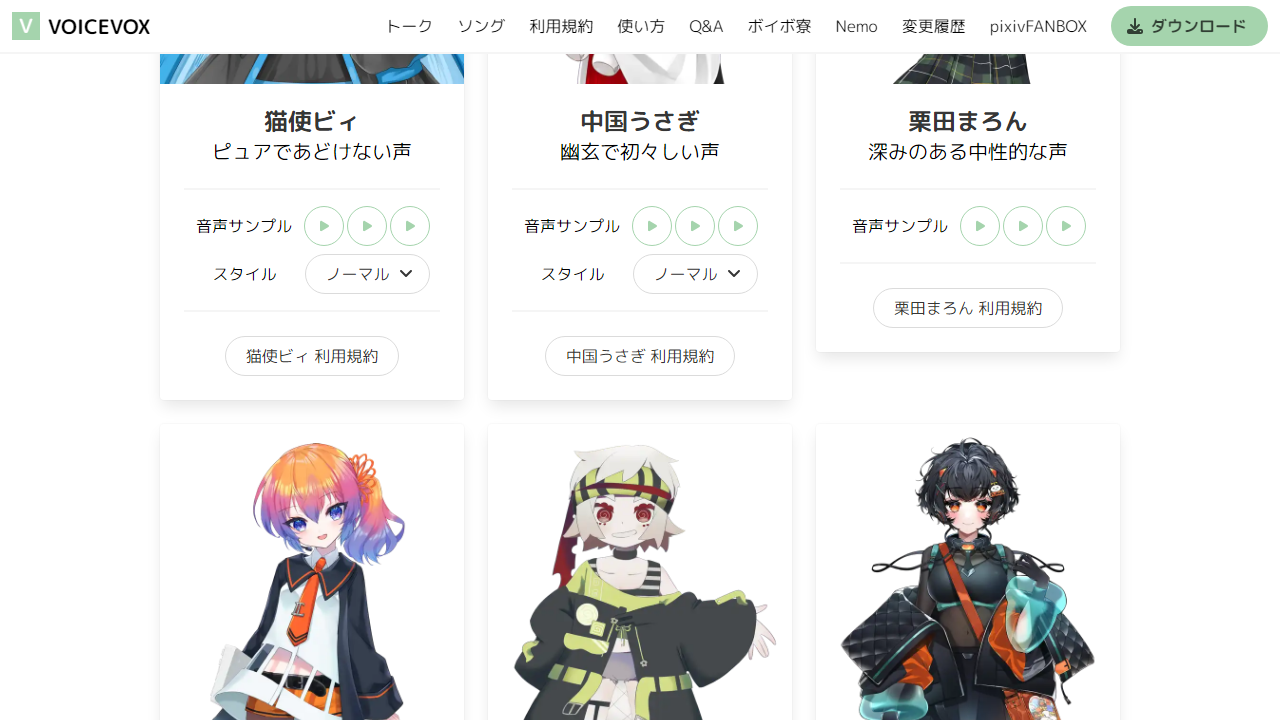 V VOICEVOX トーク ソング 利用規約 使い方 Q&A ボイボ寮 Nemo 変更履歴 pixivFANBOX ダウンロード
猫使ビィ
ピュアであどけない声
音声サンプル
スタイル ノーマル
猫使ビィ 利用規約
中国うさぎ
幽玄で初々しい声
音声サンプル
スタイル ノーマル
中国うさぎ 利用規約
栗田まろん
深みのある中性的な声
音声サンプル
栗田まろん 利用規約